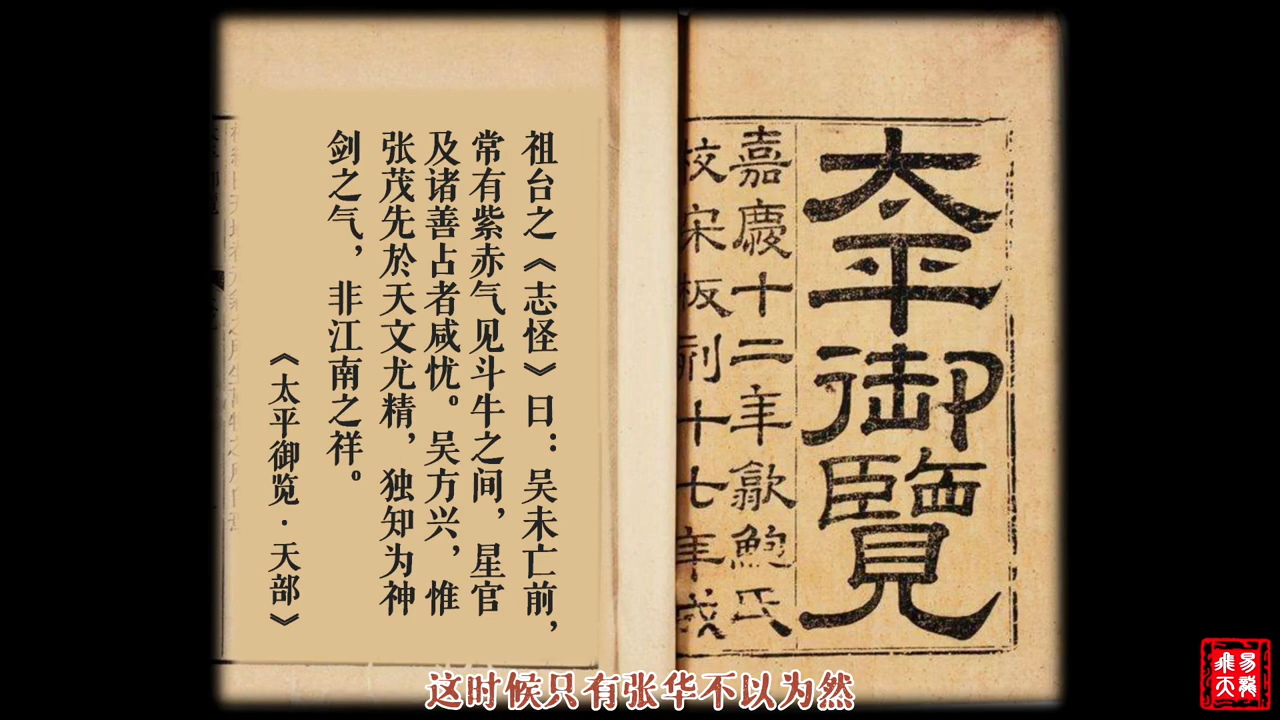 太平御覽
嘉慶十二年歙鮑氏
校宋板刻十七年成
祖台之《志怪》曰：吴未亡前，
常有紫赤气见斗牛之间，星官
及诸善占者咸忧。吴方兴，惟
张茂先於天文尤精，独知为神
剑之气，非江南之祥。
《太平御览·天部》
这时候只有张华不以为然